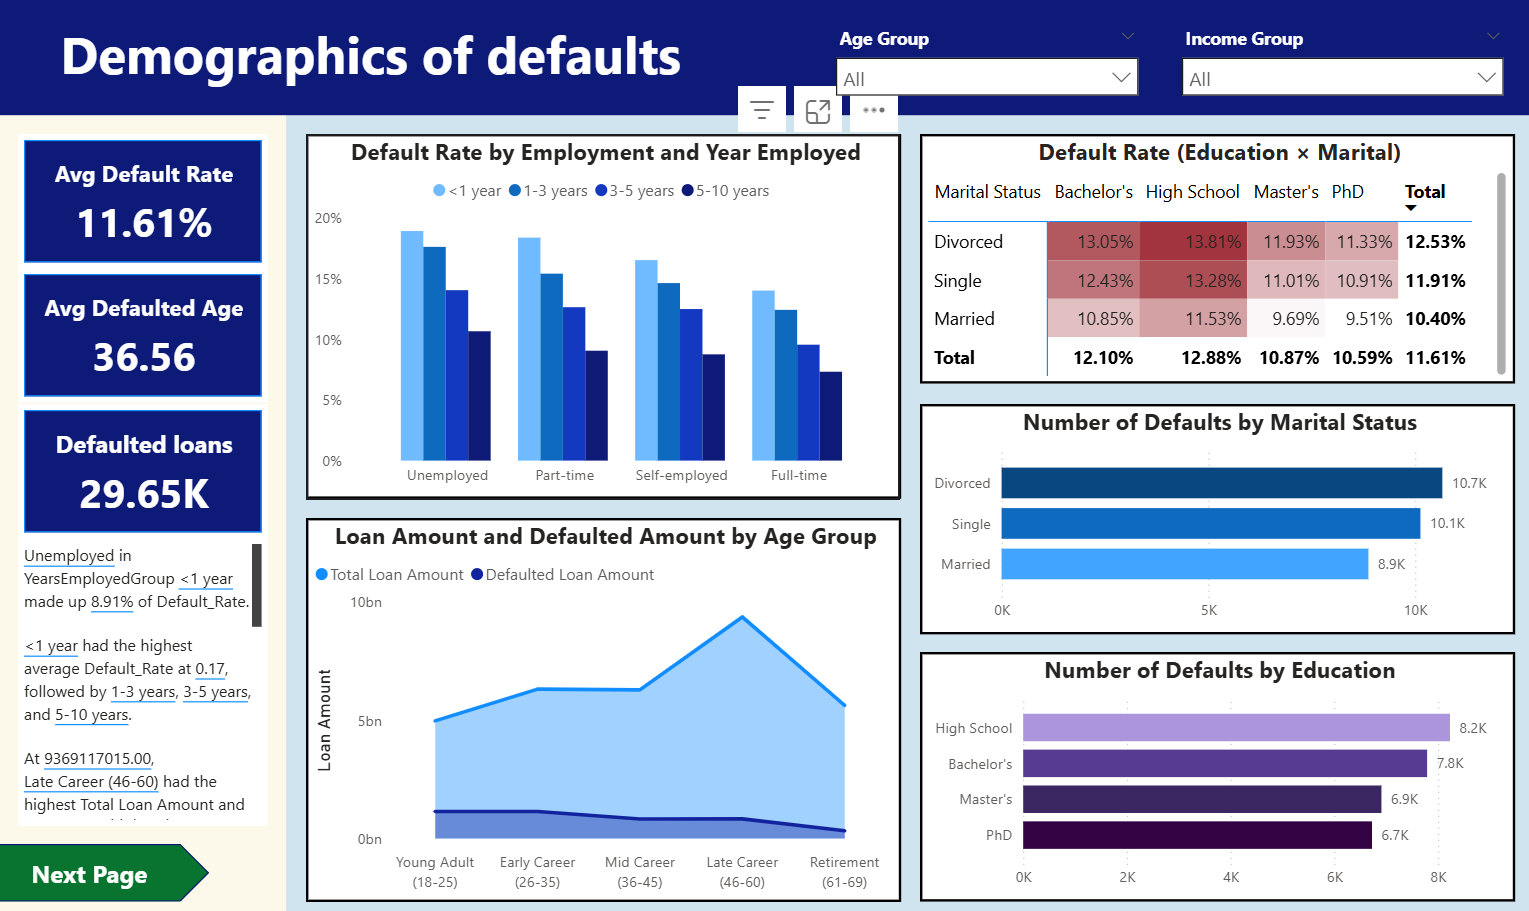 Demographics of defaults
Age Group
All
Income Group
All
Avg Default Rate
11.61%
Avg Defaulted Age
36.56
Defaulted loans
29.65K
Unemployed in
YearsEmployedGroup <1 year
made up 8.91% of Default_Rate.
<1 year had the highest
average Default_Rate at 0.17,
followed by 1-3 years, 3-5 years,
and 5-10 years.
At 9369117015.00,
Late Career (46-60) had the
highest Total Loan Amount and
Next Page
Default Rate by Employment and Year Employed
<1 year 1-3 years 3-5 years 5-10 years
20%
15%
10%
5%
0%
Unemployed Part-time Self-employed Full-time
Loan Amount and Defaulted Amount by Age Group
Total Loan Amount Defaulted Loan Amount
Loan Amount
10bn
5bn
0bn
Young Adult Early Career Mid Career Late Career Retirement
(18-25) (26-35) (36-45) (46-60) (61-69)
Default Rate (Education × Marital)
Marital Status Bachelor's High School Master's PhD Total
Divorced 13.05% 13.81% 11.93% 11.33% 12.53%
Single 12.43% 13.28% 11.01% 10.91% 11.91%
Married 10.85% 11.53% 9.69% 9.51% 10.40%
Total 12.10% 12.88% 10.87% 10.59% 11.61%
Number of Defaults by Marital Status
Divorced 10.7K
Single 10.1K
Married 8.9K
0K 5K 10K
Number of Defaults by Education
High School 8.2K
Bachelor's 7.8K
Master's 6.9K
PhD 6.7K
0K 2K 4K 6K 8K